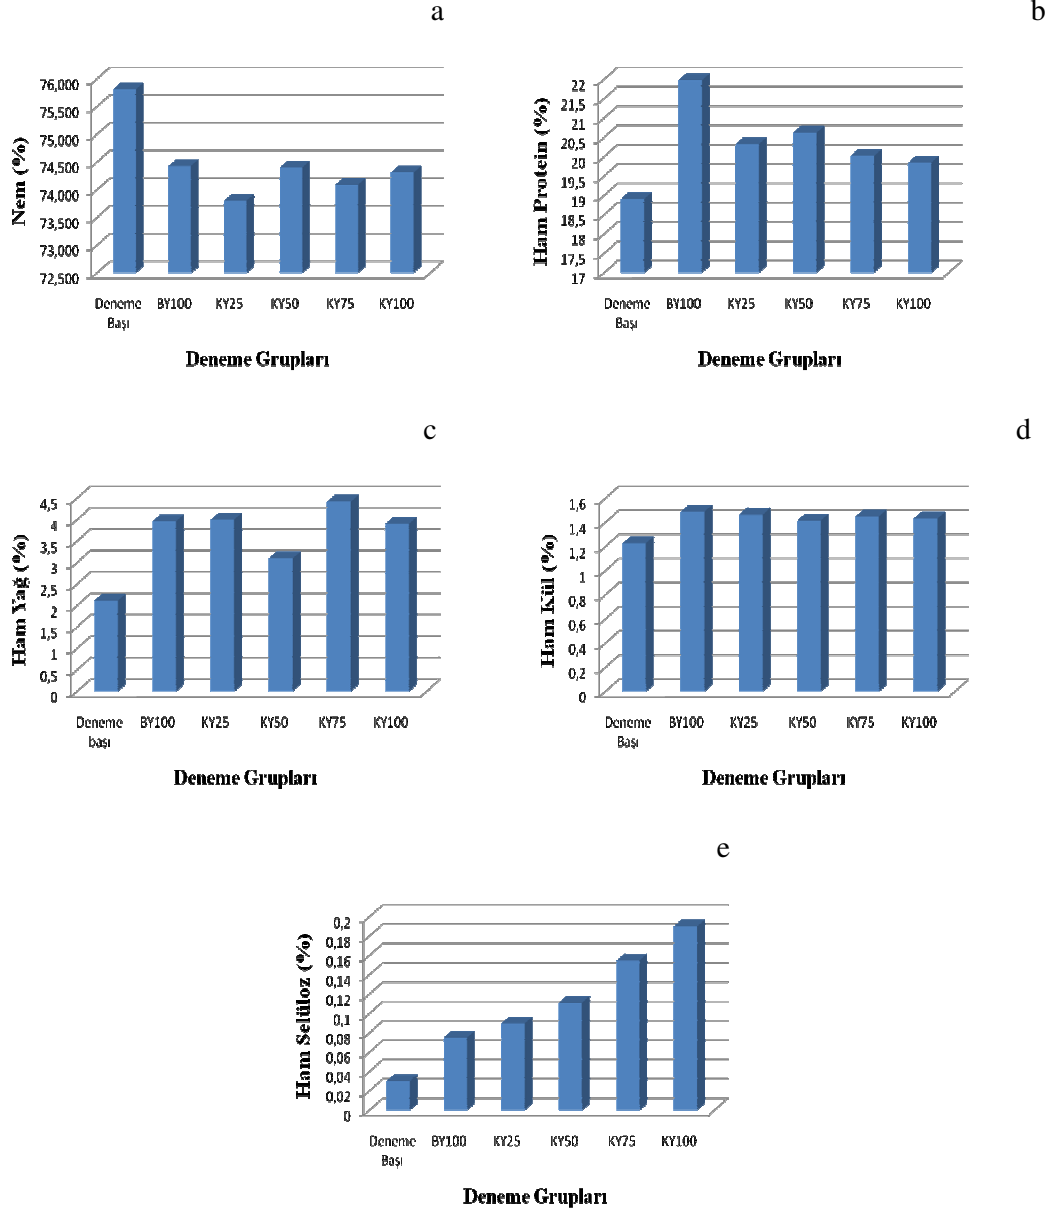 a
76,000
75,500
75,000
74,500
74,000
73,500
73,000
72,500
Nem (%)
Deneme Başı BY100 KY25 KY50 KY75 KY100
Deneme Grupları
b
22
21,5
21
20,5
20
19,5
19
18,5
18
17,5
17
Ham Protein (%)
Deneme Başı BY100 KY25 KY50 KY75 KY100
Deneme Grupları
c
4,5
4
3,5
3
2,5
2
1,5
1
0,5
0
Ham Yağ (%)
Deneme başı BY100 KY25 KY50 KY75 KY100
Deneme Grupları
d
1,6
1,4
1,2
1
0,8
0,6
0,4
0,2
0
Ham Kül (%)
Deneme Başı BY100 KY25 KY50 KY75 KY100
Deneme Grupları
e
0,2
0,18
0,16
0,14
0,12
0,1
0,08
0,06
0,04
0,02
0
Ham Selüloz (%)
Deneme Başı BY100 KY25 KY50 KY75 KY100
Deneme Grupları